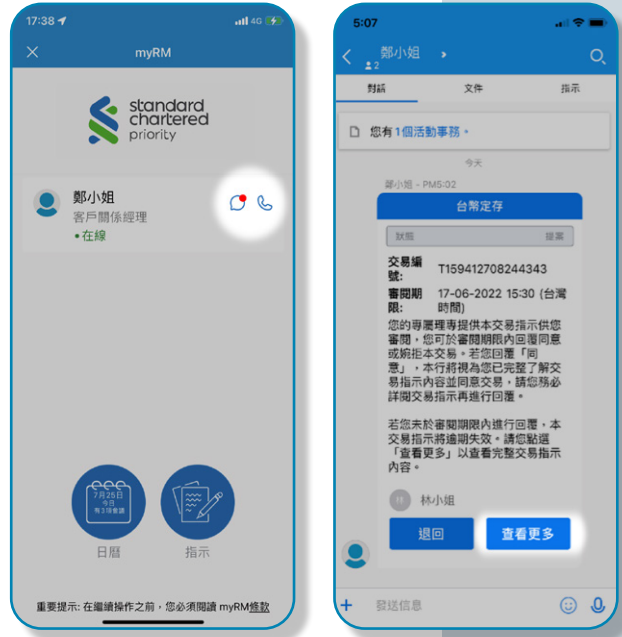 17:38
4G
myRM
standard
chartered
priority
鄭小姐
客戶關係經理
•在線
7月25日
今日
有3項會議
日曆
指示
重要提示: 在繼續操作之前，您必須閱讀 myRM條款
5:07
鄭小姐
2
對話
文件
指示
您有1個活動事務。
今天
鄭小姐 - PM5:02
台幣定存
狀態
提案
交易編號:
T159412708244343
審閱期限:
17-06-2022 15:30 (台灣時間)
您的專屬理專提供本交易指示供您
審閱，您可於審閱期限內回覆同意
或婉拒本交易。若您回覆「同
意」，本行將視為您已完整了解交
易指示內容並同意交易，請您務必
詳閱交易指示再進行回覆。
若您未於審閱期限內進行回覆，本
交易指示將逾期失效。請您點選
「查看更多」以查看完整交易指示
內容。
林小姐
退回
查看更多
發送信息